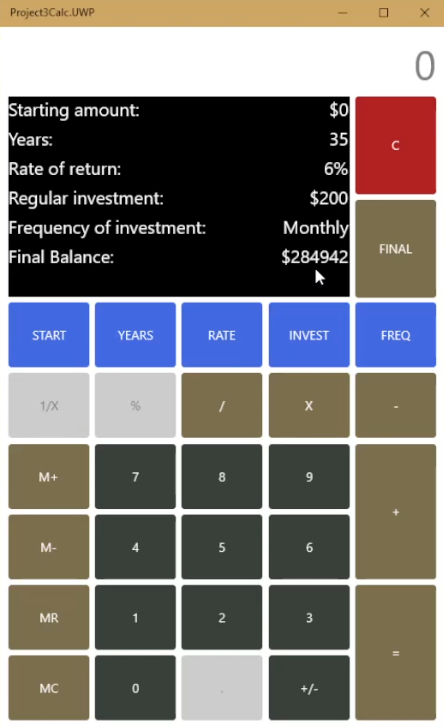 Project3Calc.UWP
0
Starting amount: $0
Years: 35
Rate of return: 6%
Regular investment: $200
Frequency of investment: Monthly
Final Balance: $284942
C
FINAL
START YEARS RATE INVEST FREQ
1/X % / X -
M+ 7 8 9 +
M- 4 5 6
MR 1 2 3 =
MC 0 . +/-